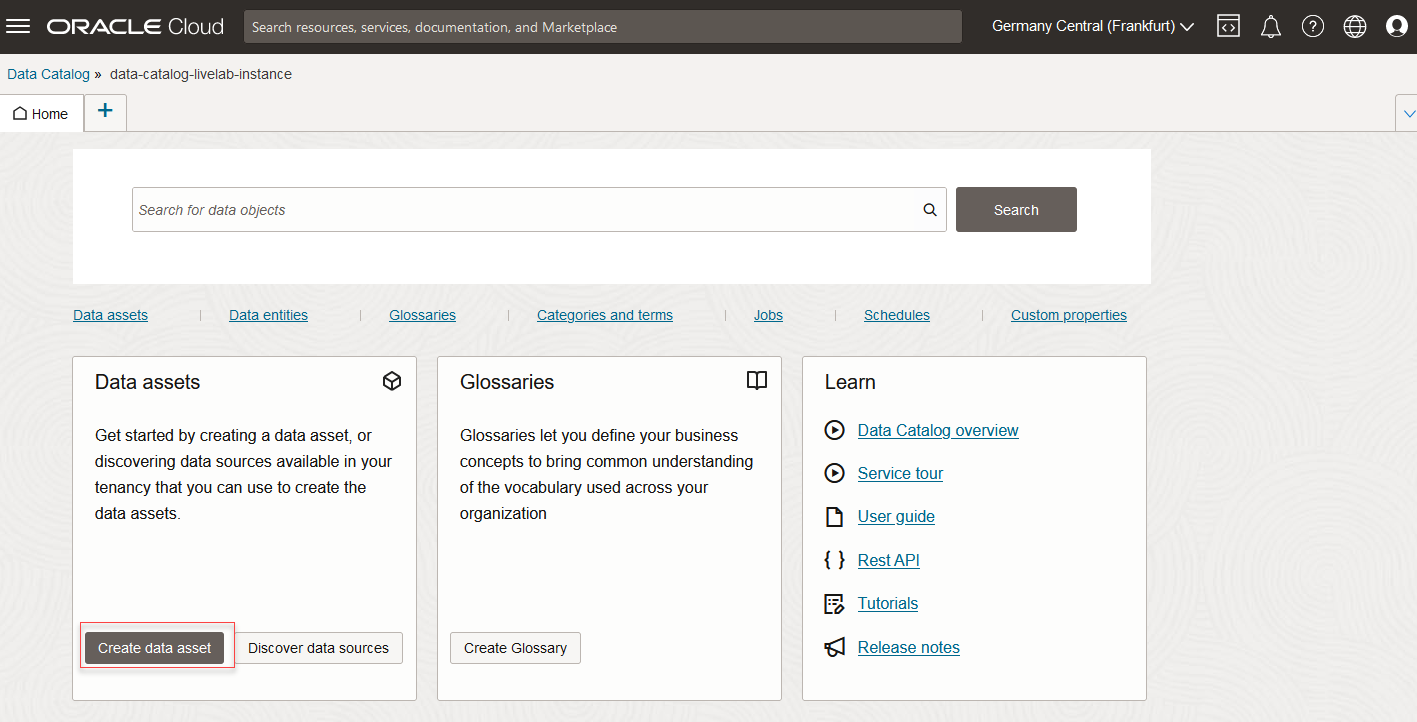 ORACLE Cloud
Search resources, services, documentation, and Marketplace
Germany Central (Frankfurt)
Data Catalog » data-catalog-livelab-instance
Home
+
Search for data objects
Search
Data assets | Data entities | Glossaries | Categories and terms | Jobs | Schedules | Custom properties
Data assets
Get started by creating a data asset, or
discovering data sources available in your
tenancy that you can use to create the
data assets.
Create data asset
Discover data sources
Glossaries
Glossaries let you define your business
concepts to bring common understanding
of the vocabulary used across your
organization
Create Glossary
Learn
Data Catalog overview
Service tour
User guide
Rest API
Tutorials
Release notes